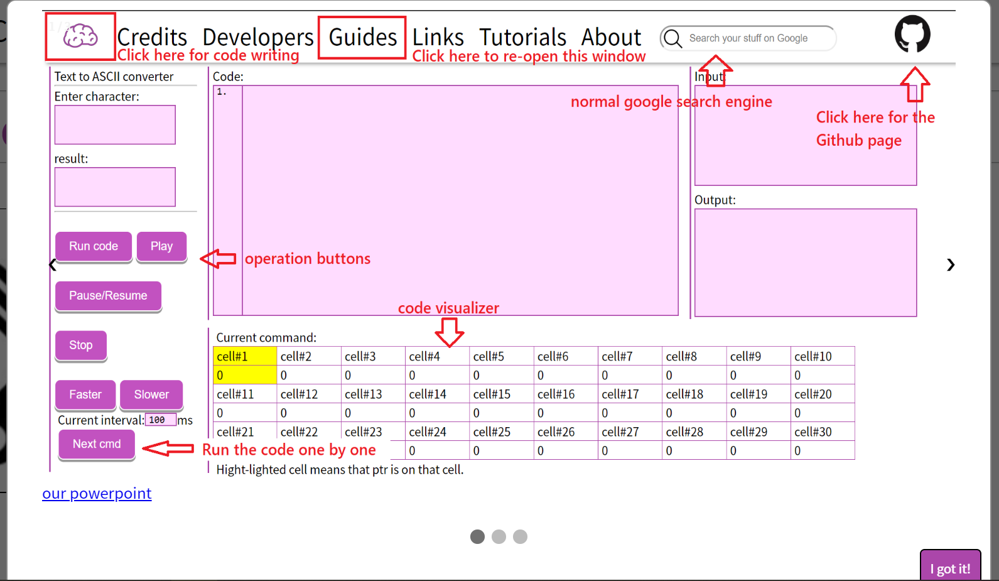 1 / 3
Credits Developers Guides Links Tutorials About
Search your stuff on Google
Click here for code writing
Click here to re-open this window
Text to ASCII converter
Enter character:
result:
Code:
1.
Input:
normal google search engine
Click here for the
Github page
Output:
Run code Play
operation buttons
❮
❯
Pause/Resume
Stop
Faster Slower
Current interval: 100 ms
Next cmd
Run the code one by one
code visualizer
Current command:
cell#1 cell#2 cell#3 cell#4 cell#5 cell#6 cell#7 cell#8 cell#9 cell#10
0 0 0 0 0 0 0 0 0 0
cell#11 cell#12 cell#13 cell#14 cell#15 cell#16 cell#17 cell#18 cell#19 cell#20
0 0 0 0 0 0 0 0 0 0
cell#21 cell#22 cell#23 cell#24 cell#25 cell#26 cell#27 cell#28 cell#29 cell#30
0 0 0 0 0 0 0
Hight-lighted cell means that ptr is on that cell.
our powerpoint
I got it!